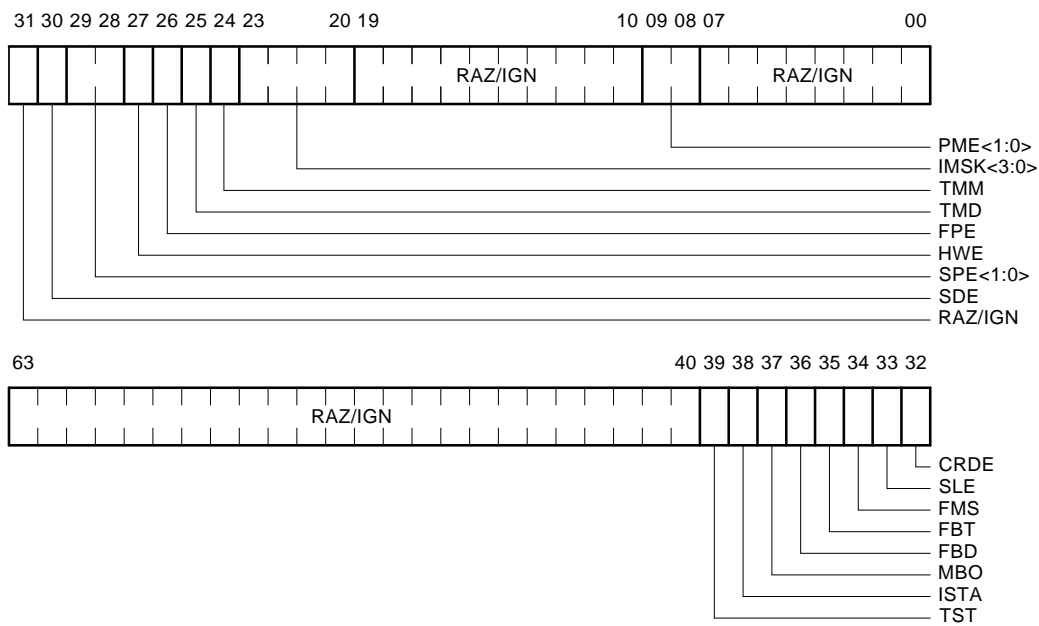 31 30 29 28 27 26 25 24 23 20 19 10 09 08 07 00
RAZ/IGN RAZ/IGN
PME<1:0>
IMSK<3:0>
TMM
TMD
FPE
HWE
SPE<1:0>
SDE
RAZ/IGN
63 40 39 38 37 36 35 34 33 32
RAZ/IGN
CRDE
SLE
FMS
FBT
FBD
MBO
ISTA
TST